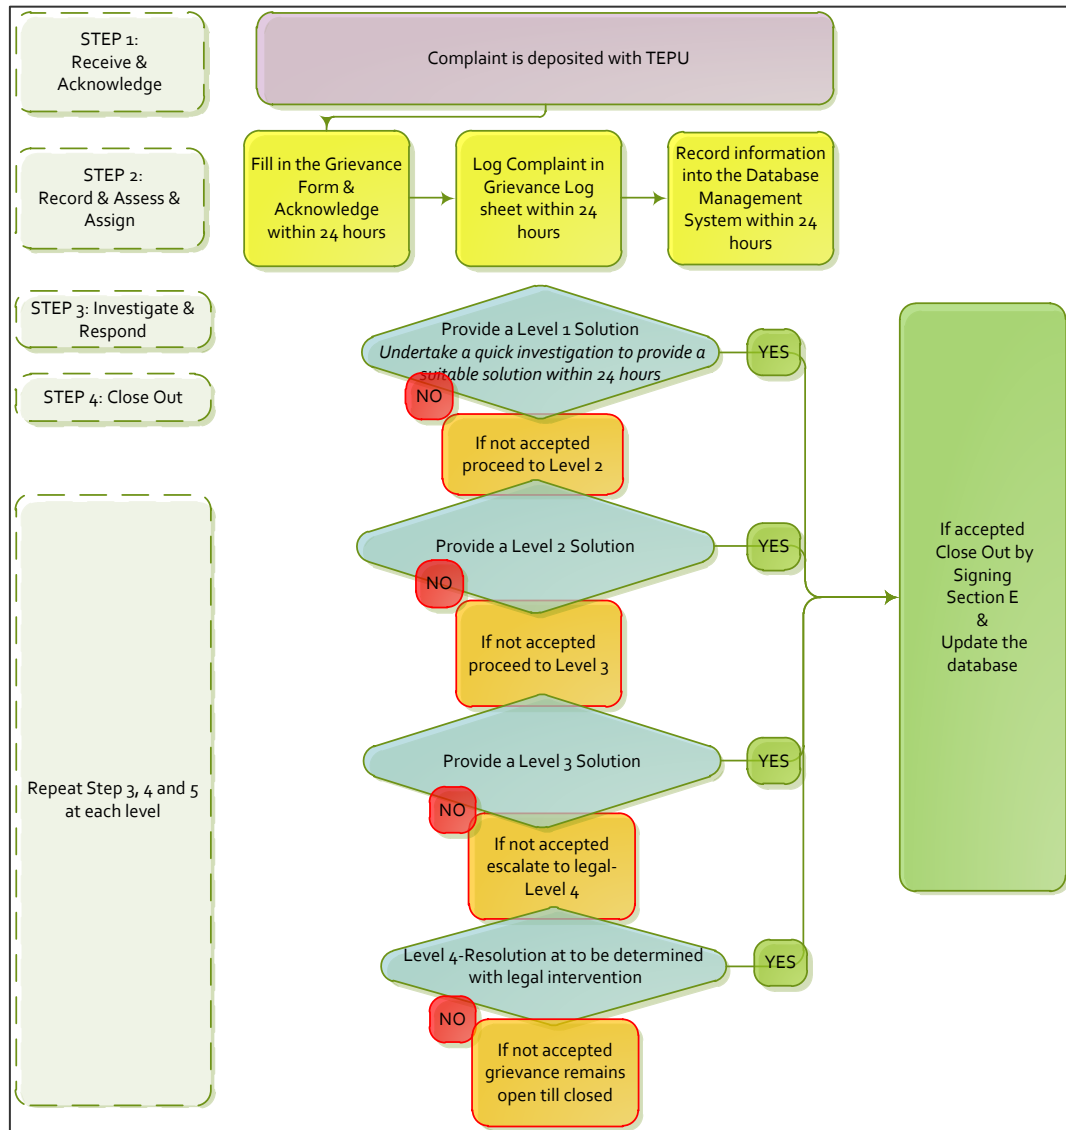 STEP 1:
Receive &
Acknowledge
Complaint is deposited with TEPU
STEP 2:
Record & Assess &
Assign
Fill in the Grievance
Form &
Acknowledge
within 24 hours
Log Complaint in
Grievance Log
sheet within 24
hours
Record information
into the Database
Management
System within 24
hours
STEP 3: Investigate &
Respond
Provide a Level 1 Solution
Undertake a quick investigation to provide a
suitable solution within 24 hours
YES
NO
STEP 4: Close Out
If not accepted
proceed to Level 2
Provide a Level 2 Solution
YES
NO
If not accepted
proceed to Level 3
If accepted
Close Out by
Signing
Section E
&
Update the
database
Provide a Level 3 Solution
YES
NO
Repeat Step 3, 4 and 5
at each level
If not accepted
escalate to legal-
Level 4
Level 4-Resolution at to be determined
with legal intervention
YES
NO
If not accepted
grievance remains
open till closed